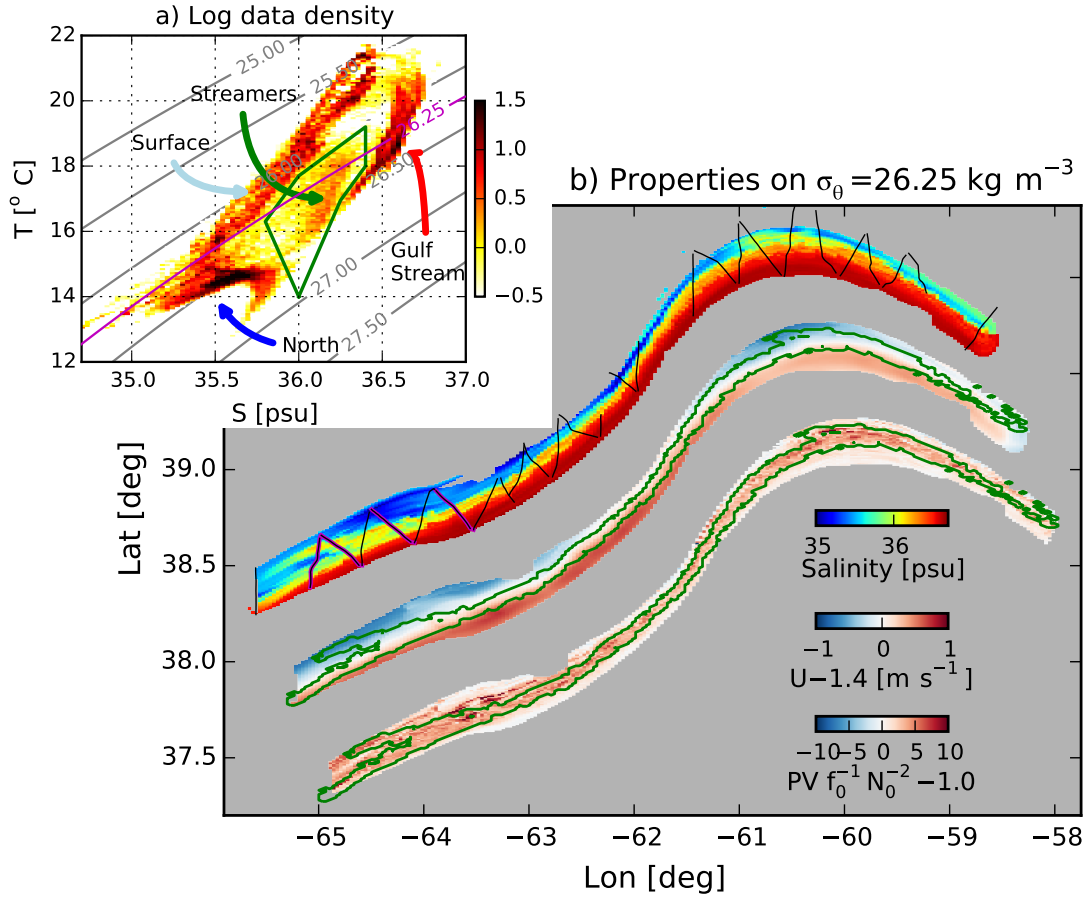 a) Log data density
22
20
18
16
14
12
T [° C]
35.0
35.5
36.0
36.5
37.0
S [psu]
25.00
25.50
26.00
26.25
26.50
27.00
27.50
Streamers
Surface
Gulf
Stream
North
1.5
1.0
0.5
0.0
−0.5
b) Properties on σθ=26.25 kg m⁻³
39.0
38.5
38.0
37.5
Lat [deg]
35 36
Salinity [psu]
−1 0 1
U−1.4 [m s⁻¹]
−10 −5 0 5 10
PV f₀⁻¹ N₀⁻² −1.0
−65 −64 −63 −62 −61 −60 −59 −58
Lon [deg]